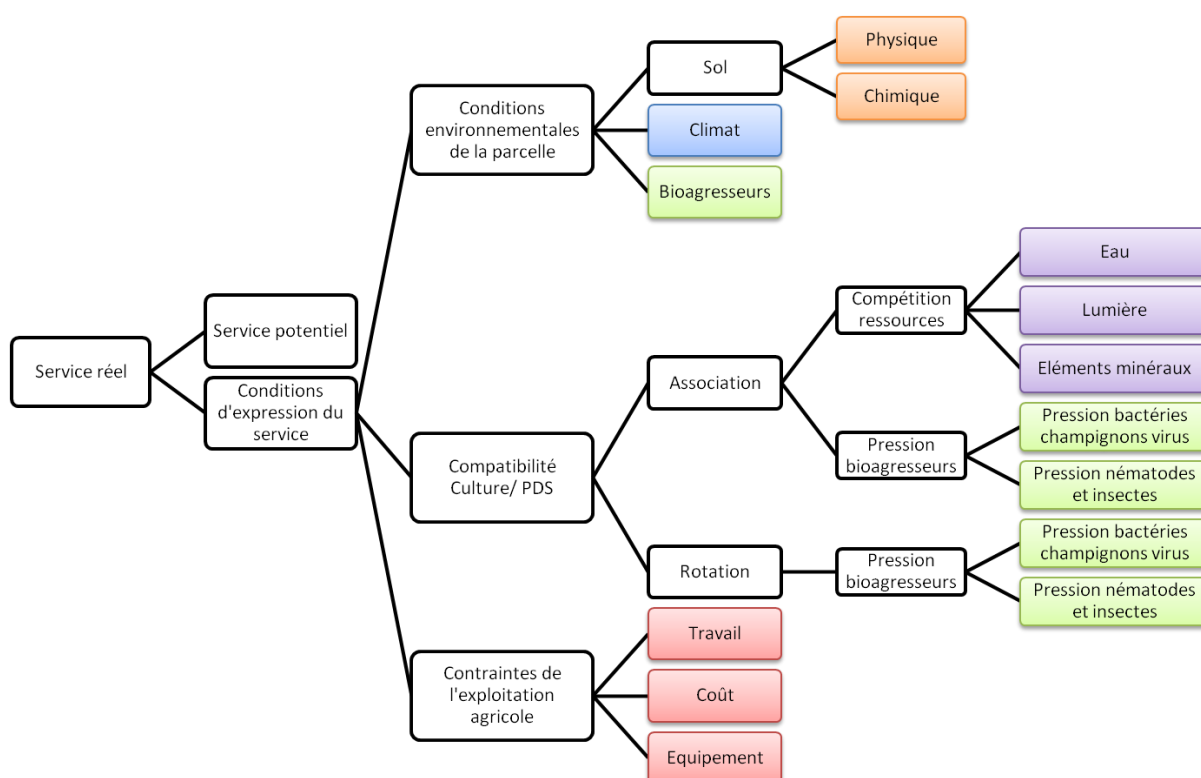 Service réel
Service potentiel
Conditions
d'expression du
service
Conditions
environnementales
de la parcelle
Sol
Physique
Chimique
Climat
Bioagresseurs
Compatibilité
Culture/ PDS
Association
Compétition
ressources
Eau
Lumière
Eléments minéraux
Pression
bioagresseurs
Pression bactéries
champignons virus
Pression nématodes
et insectes
Rotation
Pression
bioagresseurs
Pression bactéries
champignons virus
Pression nématodes
et insectes
Contraintes de
l'exploitation
agricole
Travail
Coût
Equipement